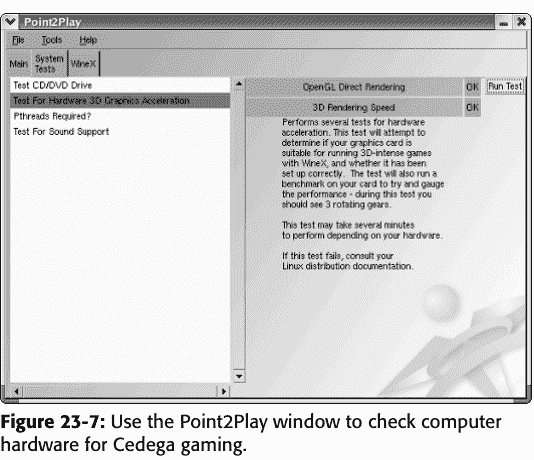 Point2Play
File Tools Help
Main System Tests WineX
Test CD/DVD Drive
Test For Hardware 3D Graphics Acceleration
Pthreads Required?
Test For Sound Support
OpenGL Direct Rendering OK Run Test
3D Rendering Speed OK
Performs several tests for hardware
acceleration. This test will attempt to
determine if your graphics card is
suitable for running 3D-intense games
with WineX, and whether it has been
set up correctly. The test will also run a
benchmark on your card to try and gauge
the performance - during this test you
should see 3 rotating gears.
This test may take several minutes
to perform depending on your hardware.
If this test fails, consult your
Linux distribution documentation.
Figure 23-7: Use the Point2Play window to check computer
hardware for Cedega gaming.